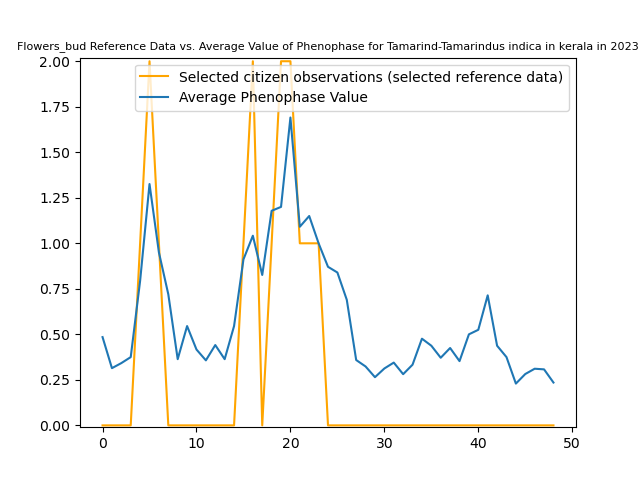 Flowers_bud Reference Data vs. Average Value of Phenophase for Tamarind-Tamarindus indica in kerala in 2023
Selected citizen observations (selected reference data)
Average Phenophase Value
2.00
1.75
1.50
1.25
1.00
0.75
0.50
0.25
0.00
0 10 20 30 40 50